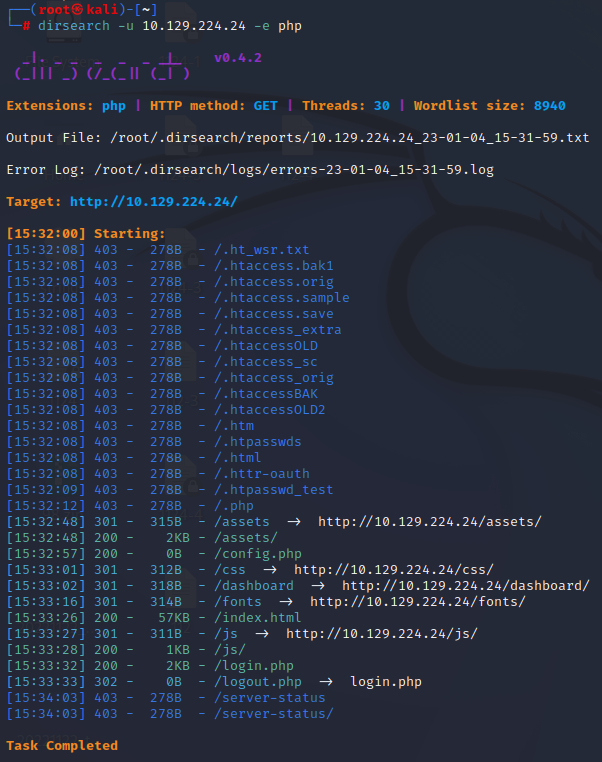 ┌──(root㉿kali)-[~]
└─# dirsearch -u 10.129.224.24 -e php
_|. _ _ _ _ _ _|_ v0.4.2
(_||| _) (/_(_|| (_| )
Extensions: php | HTTP method: GET | Threads: 30 | Wordlist size: 8940
Output File: /root/.dirsearch/reports/10.129.224.24_23-01-04_15-31-59.txt
Error Log: /root/.dirsearch/logs/errors-23-01-04_15-31-59.log
Target: http://10.129.224.24/
[15:32:00] Starting:
[15:32:08] 403 - 278B - /.ht_wsr.txt
[15:32:08] 403 - 278B - /.htaccess.bak1
[15:32:08] 403 - 278B - /.htaccess.orig
[15:32:08] 403 - 278B - /.htaccess.sample
[15:32:08] 403 - 278B - /.htaccess.save
[15:32:08] 403 - 278B - /.htaccess_extra
[15:32:08] 403 - 278B - /.htaccessOLD
[15:32:08] 403 - 278B - /.htaccess_sc
[15:32:08] 403 - 278B - /.htaccess_orig
[15:32:08] 403 - 278B - /.htaccessBAK
[15:32:08] 403 - 278B - /.htaccessOLD2
[15:32:08] 403 - 278B - /.htm
[15:32:08] 403 - 278B - /.htpasswds
[15:32:08] 403 - 278B - /.html
[15:32:08] 403 - 278B - /.httr-oauth
[15:32:09] 403 - 278B - /.htpasswd_test
[15:32:12] 403 - 278B - /.php
[15:32:48] 301 - 315B - /assets → http://10.129.224.24/assets/
[15:32:48] 200 - 2KB - /assets/
[15:32:57] 200 - 0B - /config.php
[15:33:01] 301 - 312B - /css → http://10.129.224.24/css/
[15:33:02] 301 - 318B - /dashboard → http://10.129.224.24/dashboard/
[15:33:16] 301 - 314B - /fonts → http://10.129.224.24/fonts/
[15:33:26] 200 - 57KB - /index.html
[15:33:27] 301 - 311B - /js → http://10.129.224.24/js/
[15:33:28] 200 - 1KB - /js/
[15:33:32] 200 - 2KB - /login.php
[15:33:33] 302 - 0B - /logout.php → login.php
[15:34:03] 403 - 278B - /server-status
[15:34:03] 403 - 278B - /server-status/
Task Completed